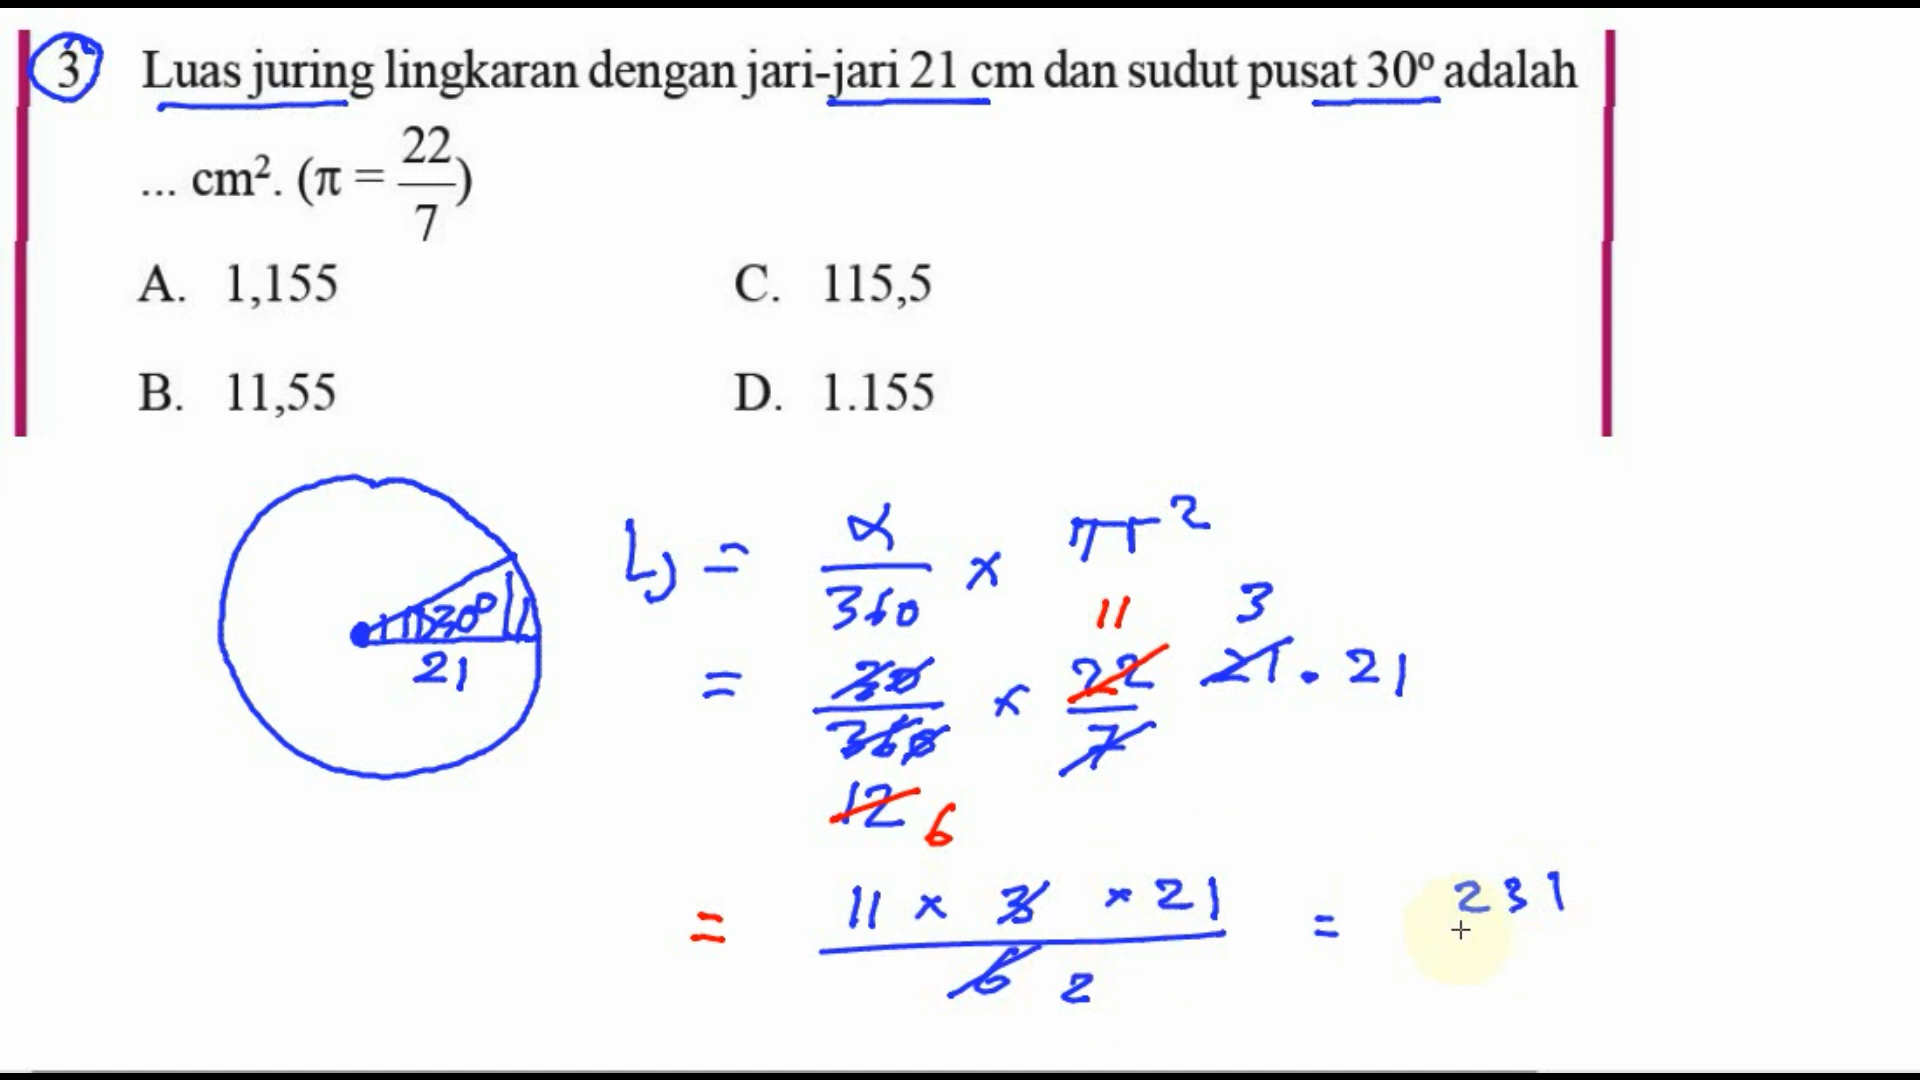 3 Luas juring lingkaran dengan jari-jari 21 cm dan sudut pusat 30º adalah
... cm². (π = 22/7)
A. 1,155
C. 115,5
B. 11,55
D. 1.155
30°
21
Lj = α/360 × πr²
11 3
= 30/360 × 22/7 21 . 21
12 6
= 11 × 3 × 21 / 6 2 = 231